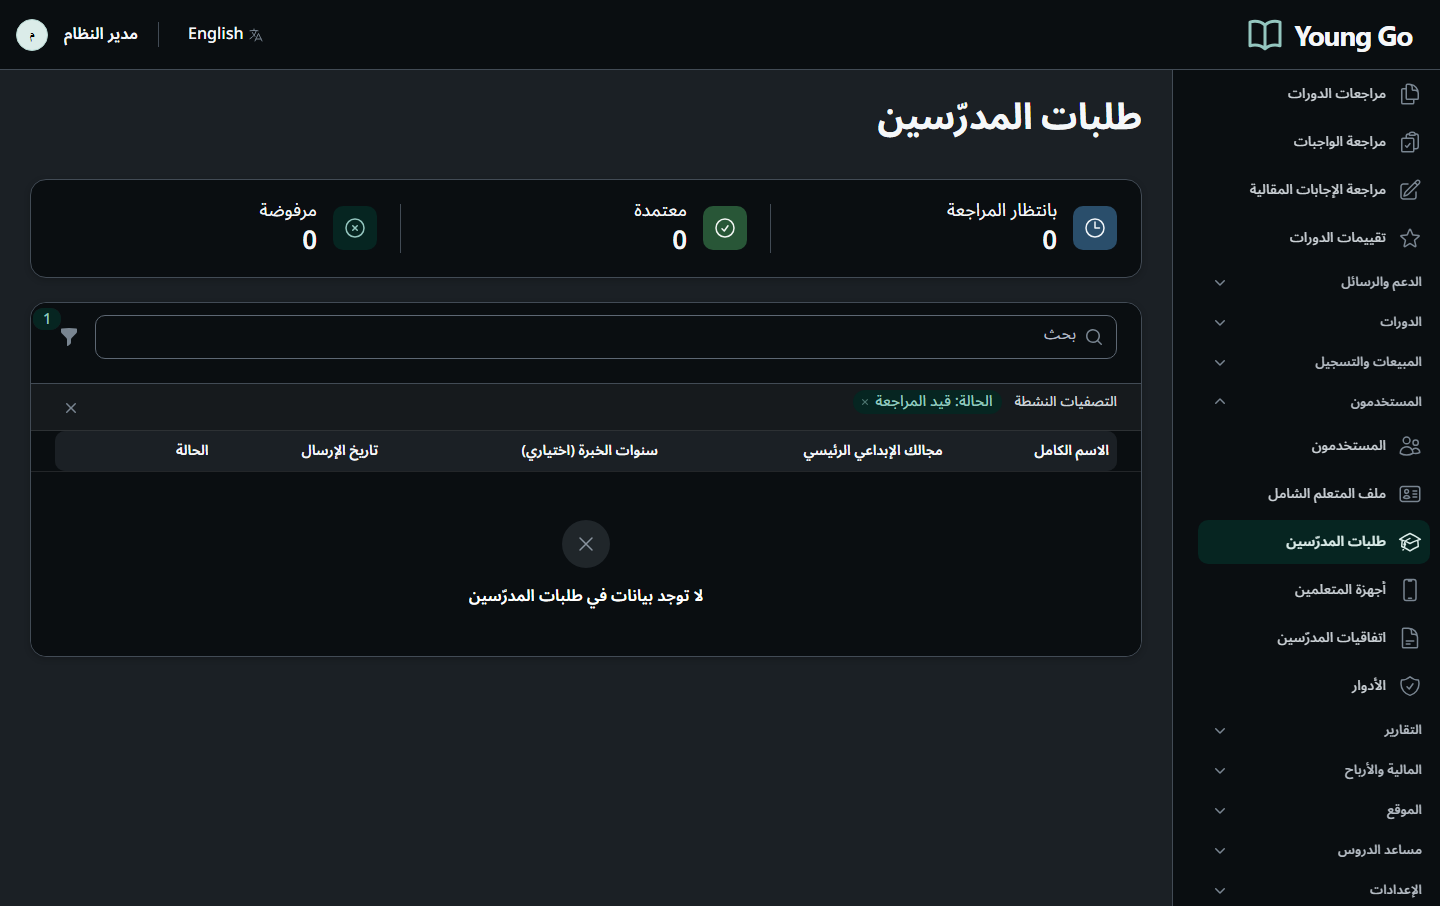 Young Go
English
مدير النظام
م
مراجعات الدورات
مراجعة الواجبات
مراجعة الإجابات المقالية
تقييمات الدورات
الدعم والرسائل
الدورات
المبيعات والتسجيل
المستخدمون
المستخدمون
ملف المتعلم الشامل
طلبات المدرّسين
أجهزة المتعلمين
اتفاقيات المدرّسين
الأدوار
التقارير
المالية والأرباح
الموقع
مساعد الدروس
الإعدادات
طلبات المدرّسين
بانتظار المراجعة
0
معتمدة
0
مرفوضة
0
بحث
1
التصفيات النشطة
الحالة: قيد المراجعة ×
الاسم الكامل مجالك الإبداعي الرئيسي سنوات الخبرة (اختياري) تاريخ الإرسال الحالة
لا توجد بيانات في طلبات المدرّسين